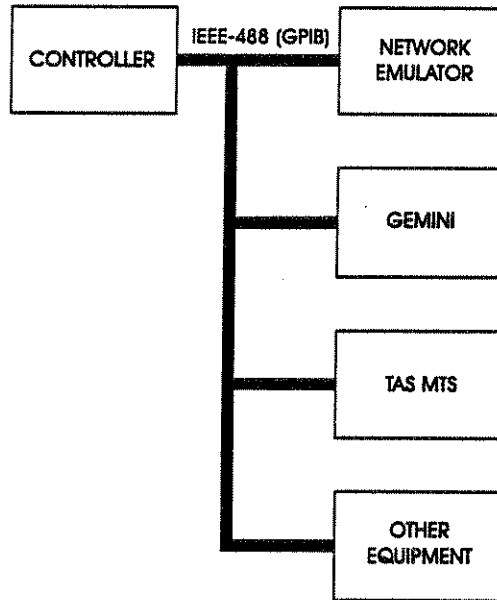 IEEE-488 (GPIB)
CONTROLLER
NETWORK
EMULATOR
GEMINI
TAS MTS
OTHER
EQUIPMENT